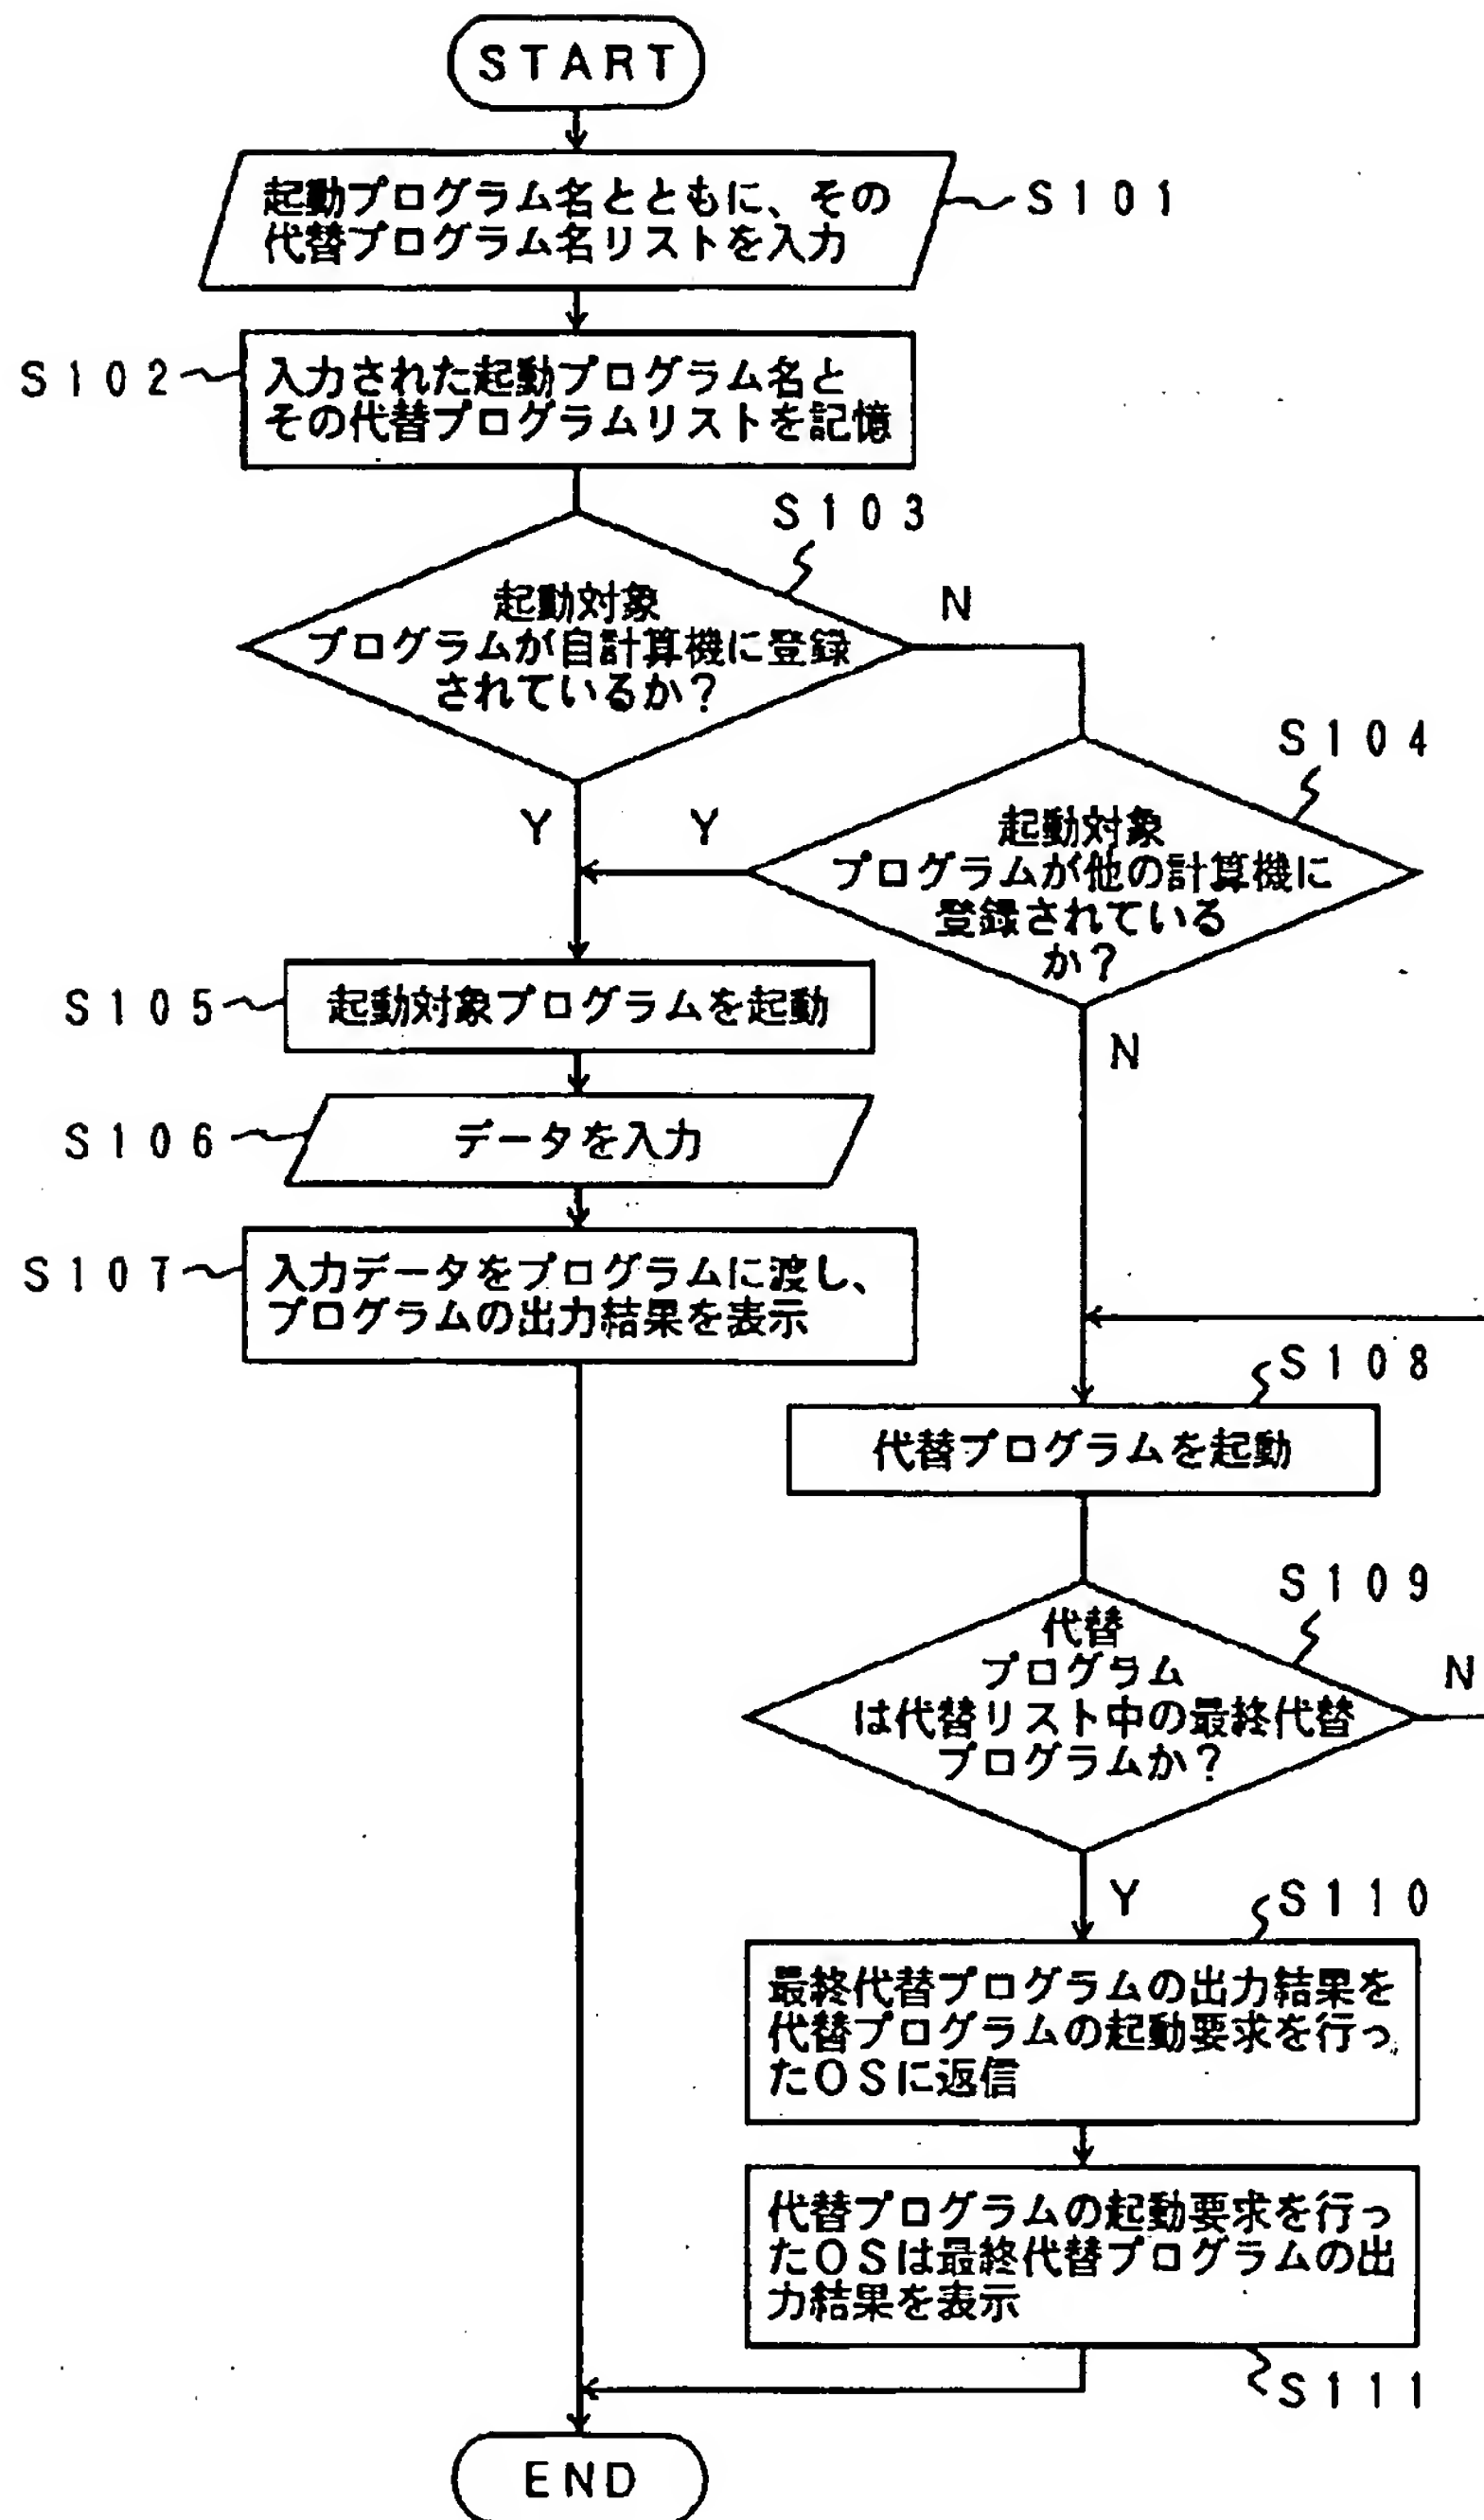 START
起動プログラム名とともに、その
代替プログラム名リストを入力
S101
S102
入力された起動プログラム名と
その代替プログラムリストを記憶
S103
起動対象
プログラムが自計算機に登録
されているか？
N
Y
S104
起動対象
プログラムが他の計算機に
登録されている
か？
Y
N
S105
起動対象プログラムを起動
S106
データを入力
S107
入力データをプログラムに渡し、
プログラムの出力結果を表示
S108
代替プログラムを起動
S109
代替
プログラム
は代替リスト中の最終代替
プログラムか？
N
Y
S110
最終代替プログラムの出力結果を
代替プログラムの起動要求を行っ
たOSに返信
代替プログラムの起動要求を行っ
たOSは最終代替プログラムの出
力結果を表示
S111
END